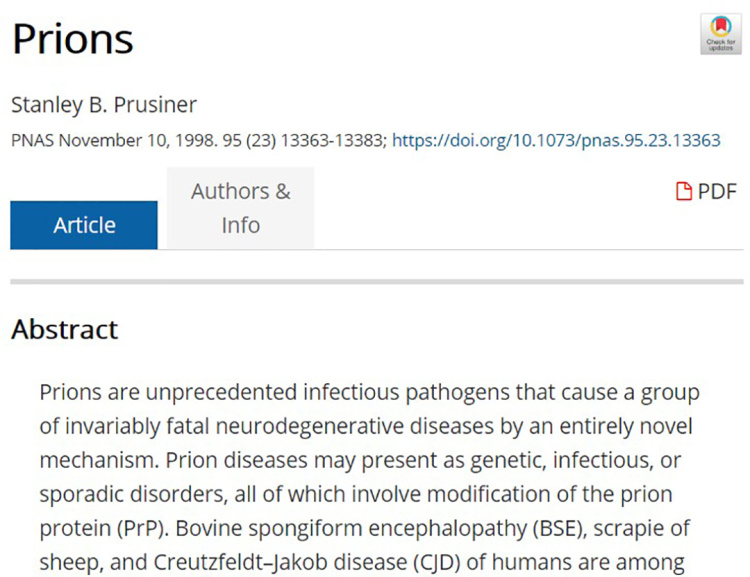 Prions
Check for
updates
Stanley B. Prusiner
PNAS November 10, 1998. 95 (23) 13363-13383; https://doi.org/10.1073/pnas.95.23.13363
Article
Authors &
Info
PDF
Abstract
Prions are unprecedented infectious pathogens that cause a group
of invariably fatal neurodegenerative diseases by an entirely novel
mechanism. Prion diseases may present as genetic, infectious, or
sporadic disorders, all of which involve modification of the prion
protein (PrP). Bovine spongiform encephalopathy (BSE), scrapie of
sheep, and Creutzfeldt–Jakob disease (CJD) of humans are among